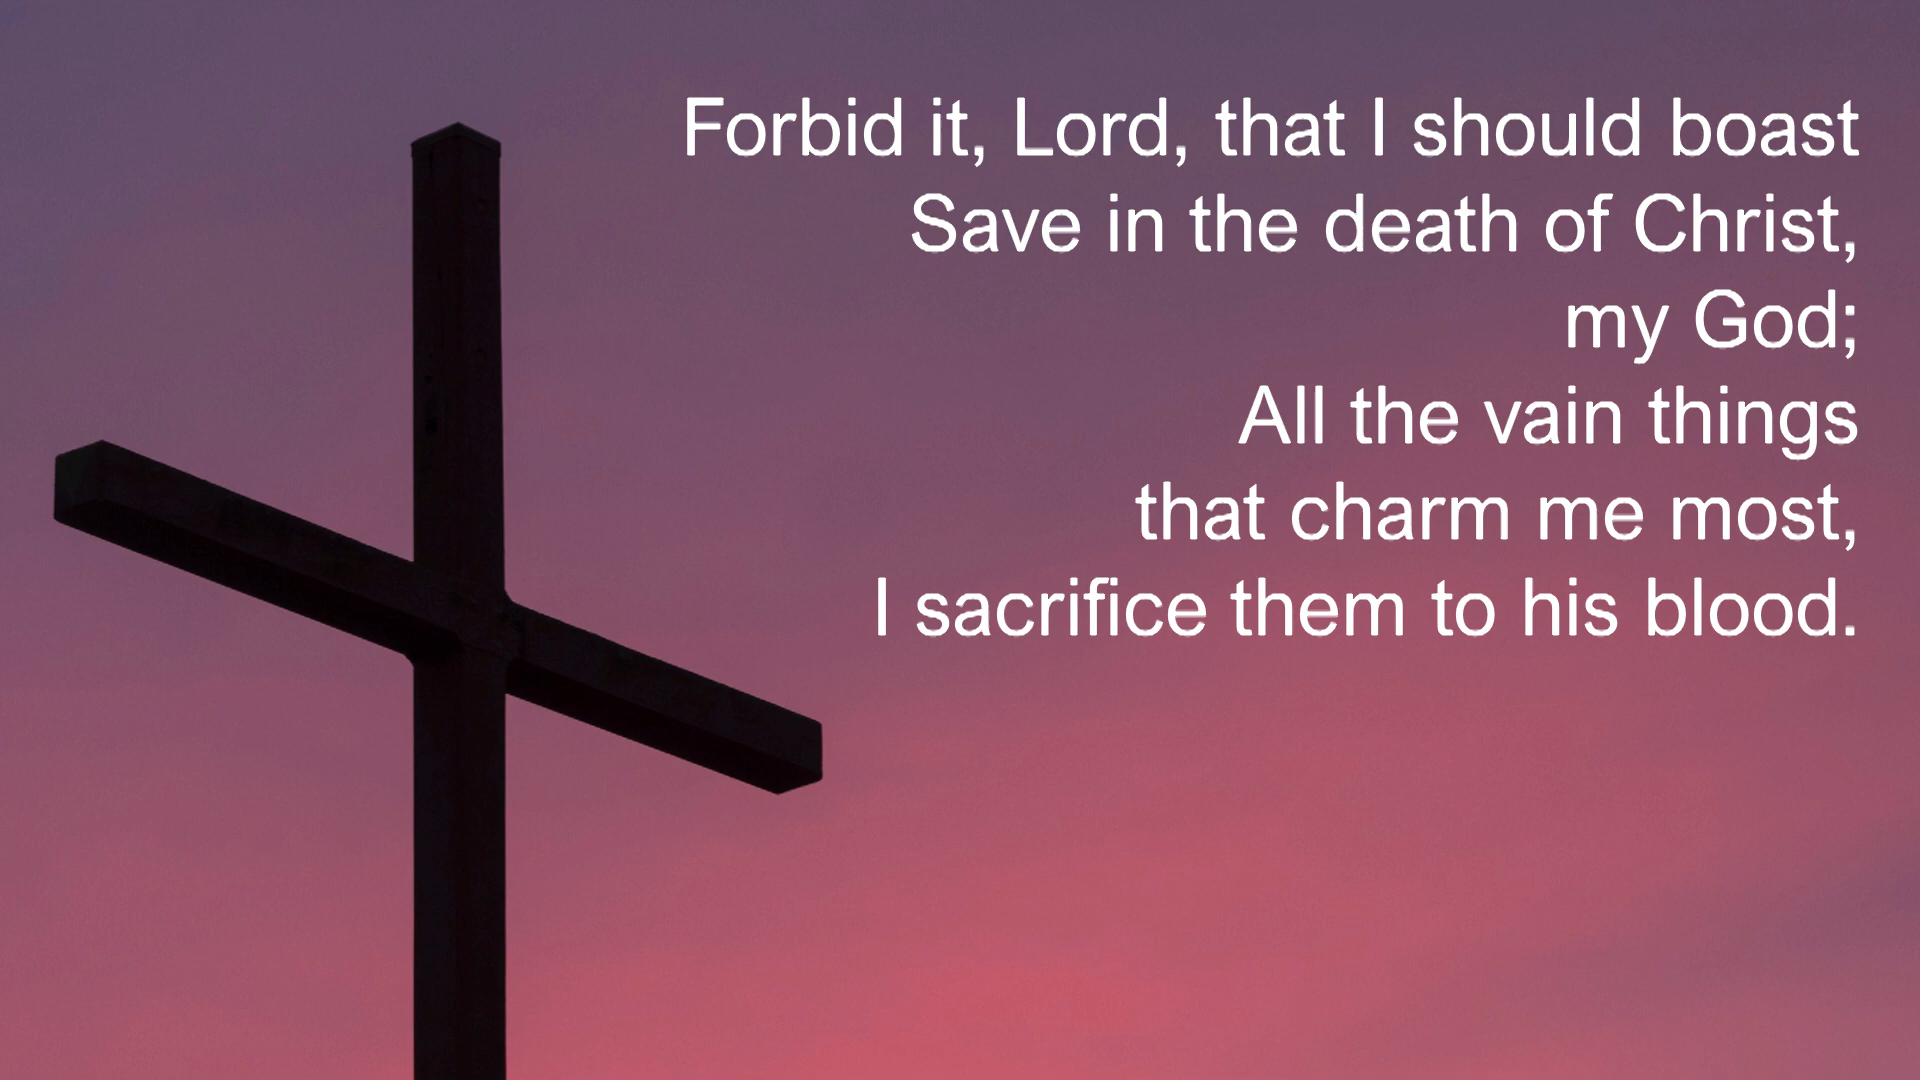 Forbid it, Lord, that I should boast
Save in the death of Christ,
my God;
All the vain things
that charm me most,
I sacrifice them to his blood.